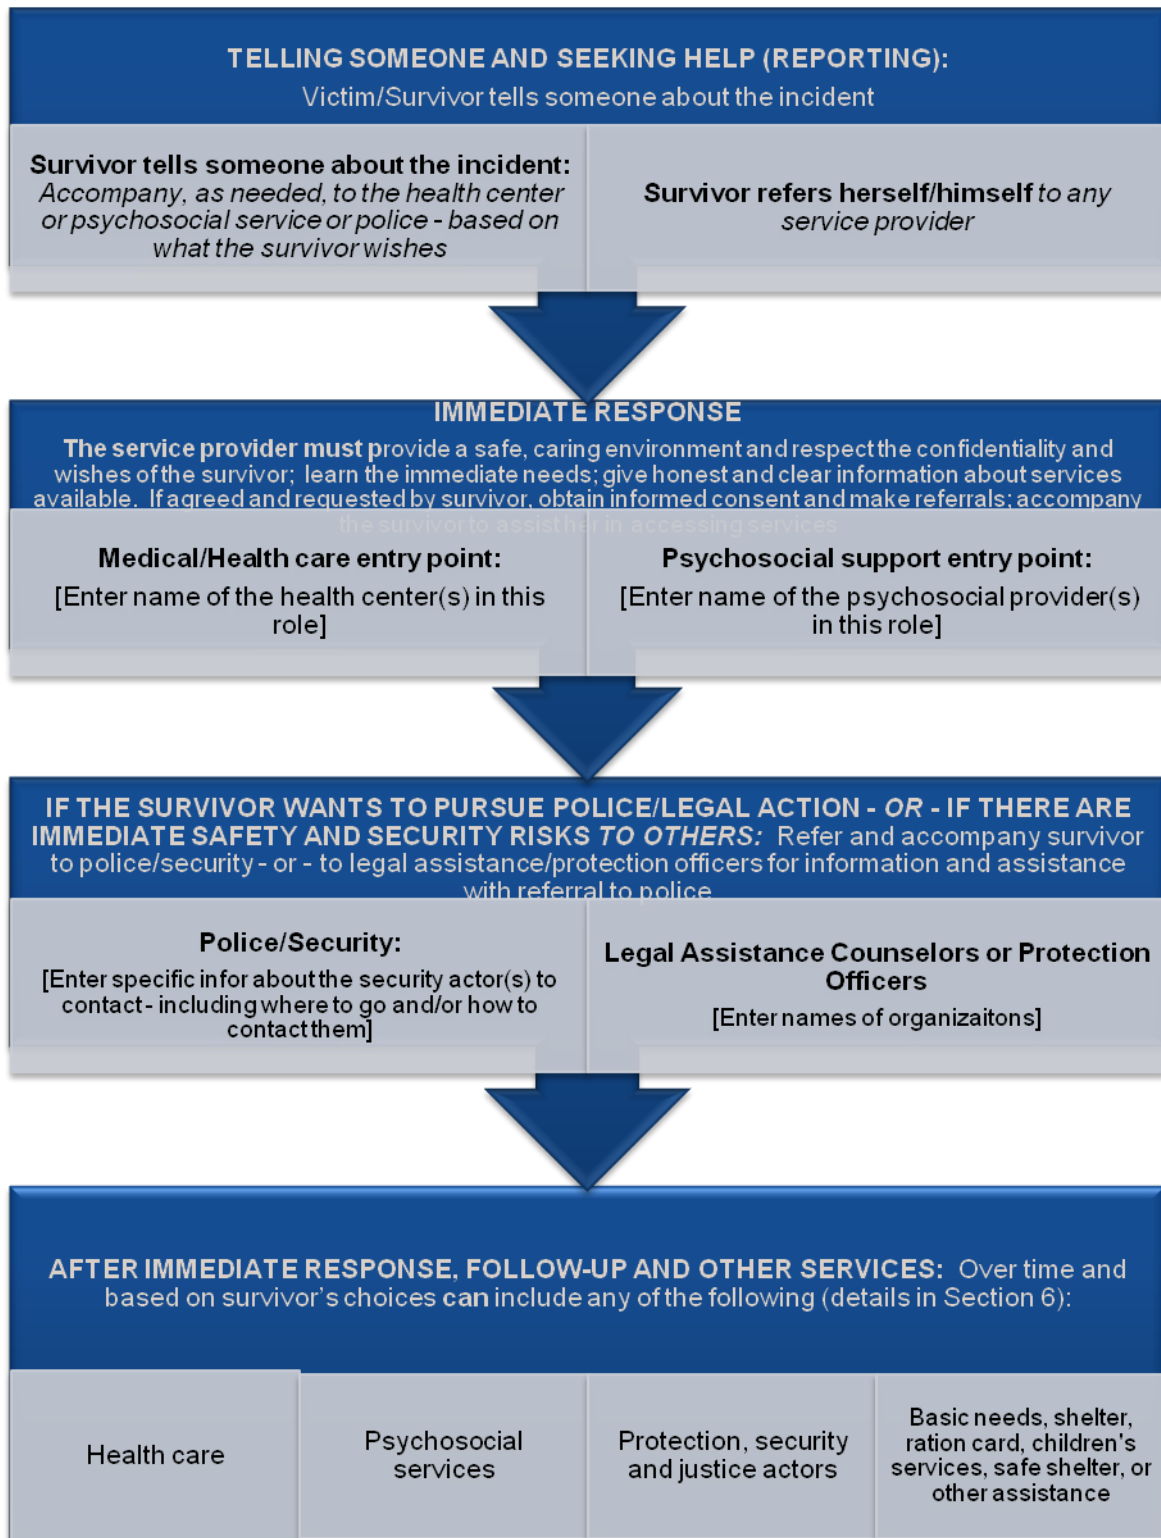 TELLING SOMEONE AND SEEKING HELP (REPORTING):
Victim/Survivor tells someone about the incident
Survivor tells someone about the incident:
Accompany, as needed, to the health center
or psychosocial service or police - based on
what the survivor wishes
Survivor refers herself/himself to any
service provider
IMMEDIATE RESPONSE
The service provider must provide a safe, caring environment and respect the confidentiality and
wishes of the survivor; learn the immediate needs; give honest and clear information about services
available. If agreed and requested by survivor, obtain informed consent and make referrals; accompany
the survivor to assist her in accessing services
Medical/Health care entry point:
[Enter name of the health center(s) in this
role]
Psychosocial support entry point:
[Enter name of the psychosocial provider(s)
in this role]
IF THE SURVIVOR WANTS TO PURSUE POLICE/LEGAL ACTION - OR - IF THERE ARE
IMMEDIATE SAFETY AND SECURITY RISKS TO OTHERS: Refer and accompany survivor
to police/security - or - to legal assistance/protection officers for information and assistance
with referral to police
Police/Security:
[Enter specific infor about the security actor(s) to
contact - including where to go and/or how to
contact them]
Legal Assistance Counselors or Protection
Officers
[Enter names of organizaitons]
AFTER IMMEDIATE RESPONSE, FOLLOW-UP AND OTHER SERVICES: Over time and
based on survivor's choices can include any of the following (details in Section 6):
Health care
Psychosocial
services
Protection, security
and justice actors
Basic needs, shelter,
ration card, children's
services, safe shelter, or
other assistance